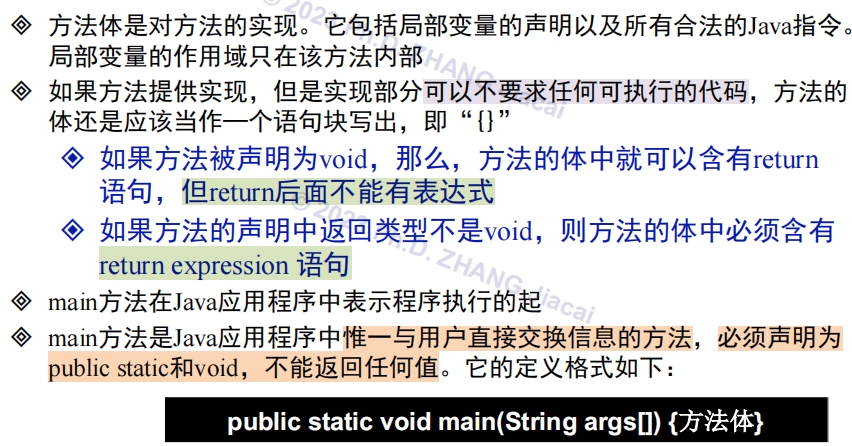 方法体是对方法的实现。它包括局部变量的声明以及所有合法的Java指令。
局部变量的作用域只在该方法内部
如果方法提供实现，但是实现部分可以不要求任何可执行的代码，方法的
体还是应该当作一个语句块写出，即“{}”
如果方法被声明为void，那么，方法的体中就可以含有return
语句，但return后面不能有表达式
如果方法的声明中返回类型不是void，则方法的体中必须含有
return expression 语句
main方法在Java应用程序中表示程序执行的起
main方法是Java应用程序中惟一与用户直接交换信息的方法，必须声明为
public static和void，不能返回任何值。它的定义格式如下：
public static void main(String args[]) {方法体}